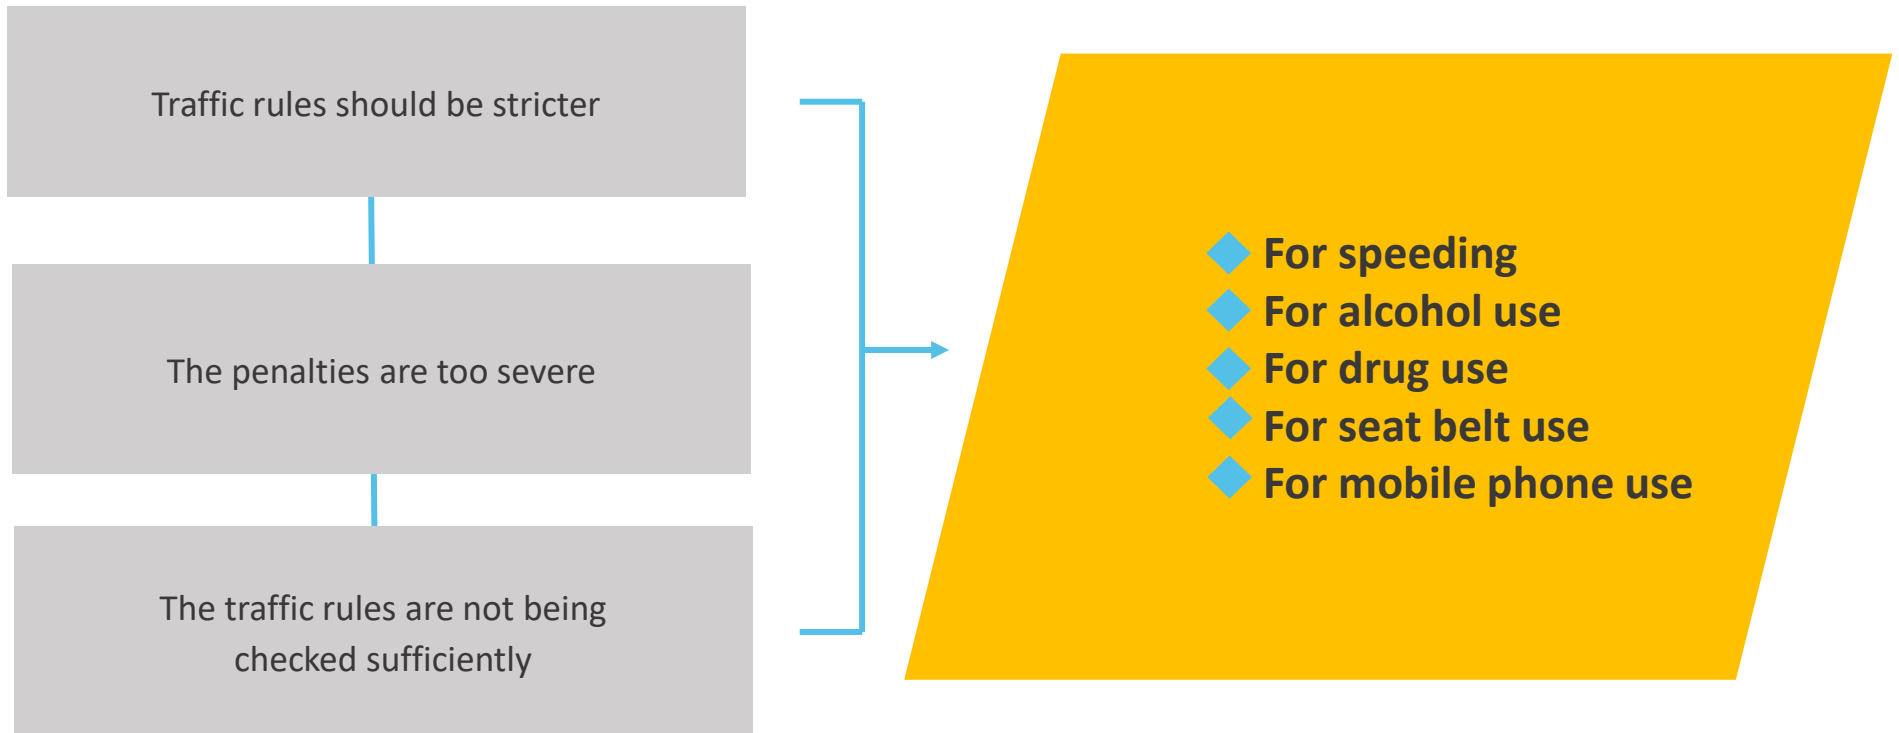 Traffic rules should be stricter
The penalties are too severe
The traffic rules are not being
checked sufficiently
For speeding
For alcohol use
For drug use
For seat belt use
For mobile phone use